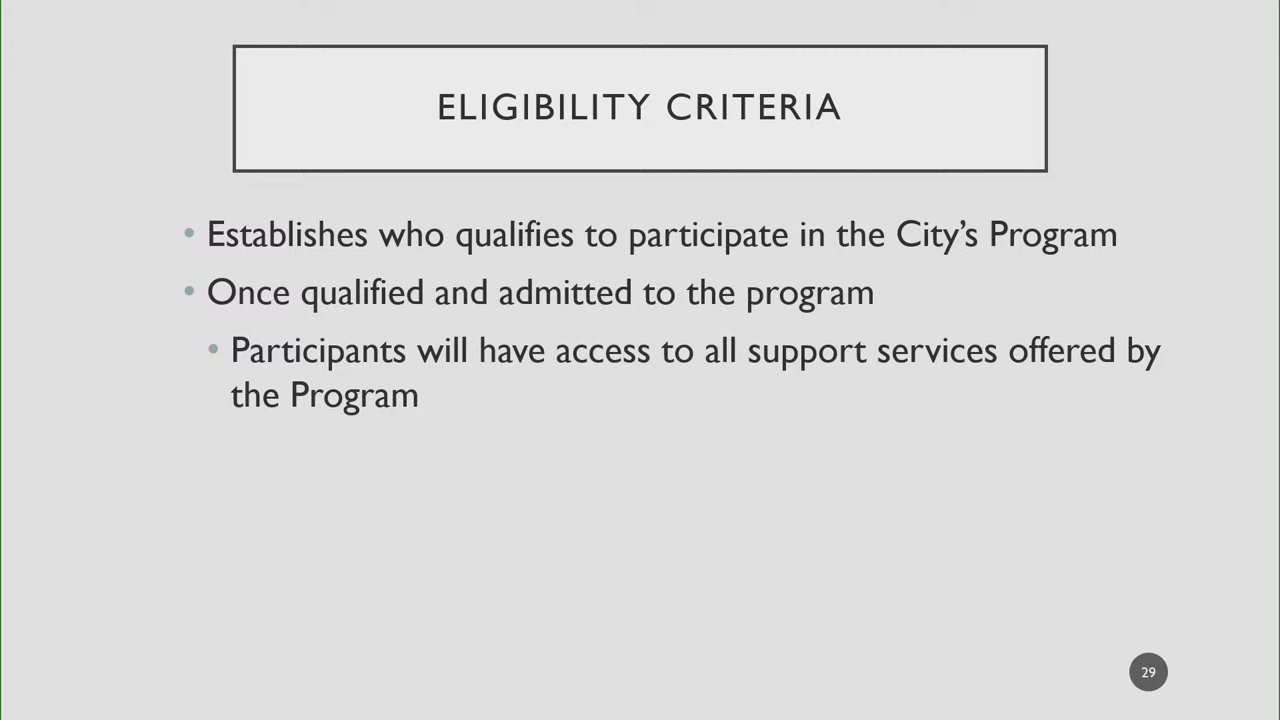 ELIGIBILITY CRITERIA
• Establishes who qualifies to participate in the City’s Program
• Once qualified and admitted to the program
• Participants will have access to all support services offered by
the Program
29